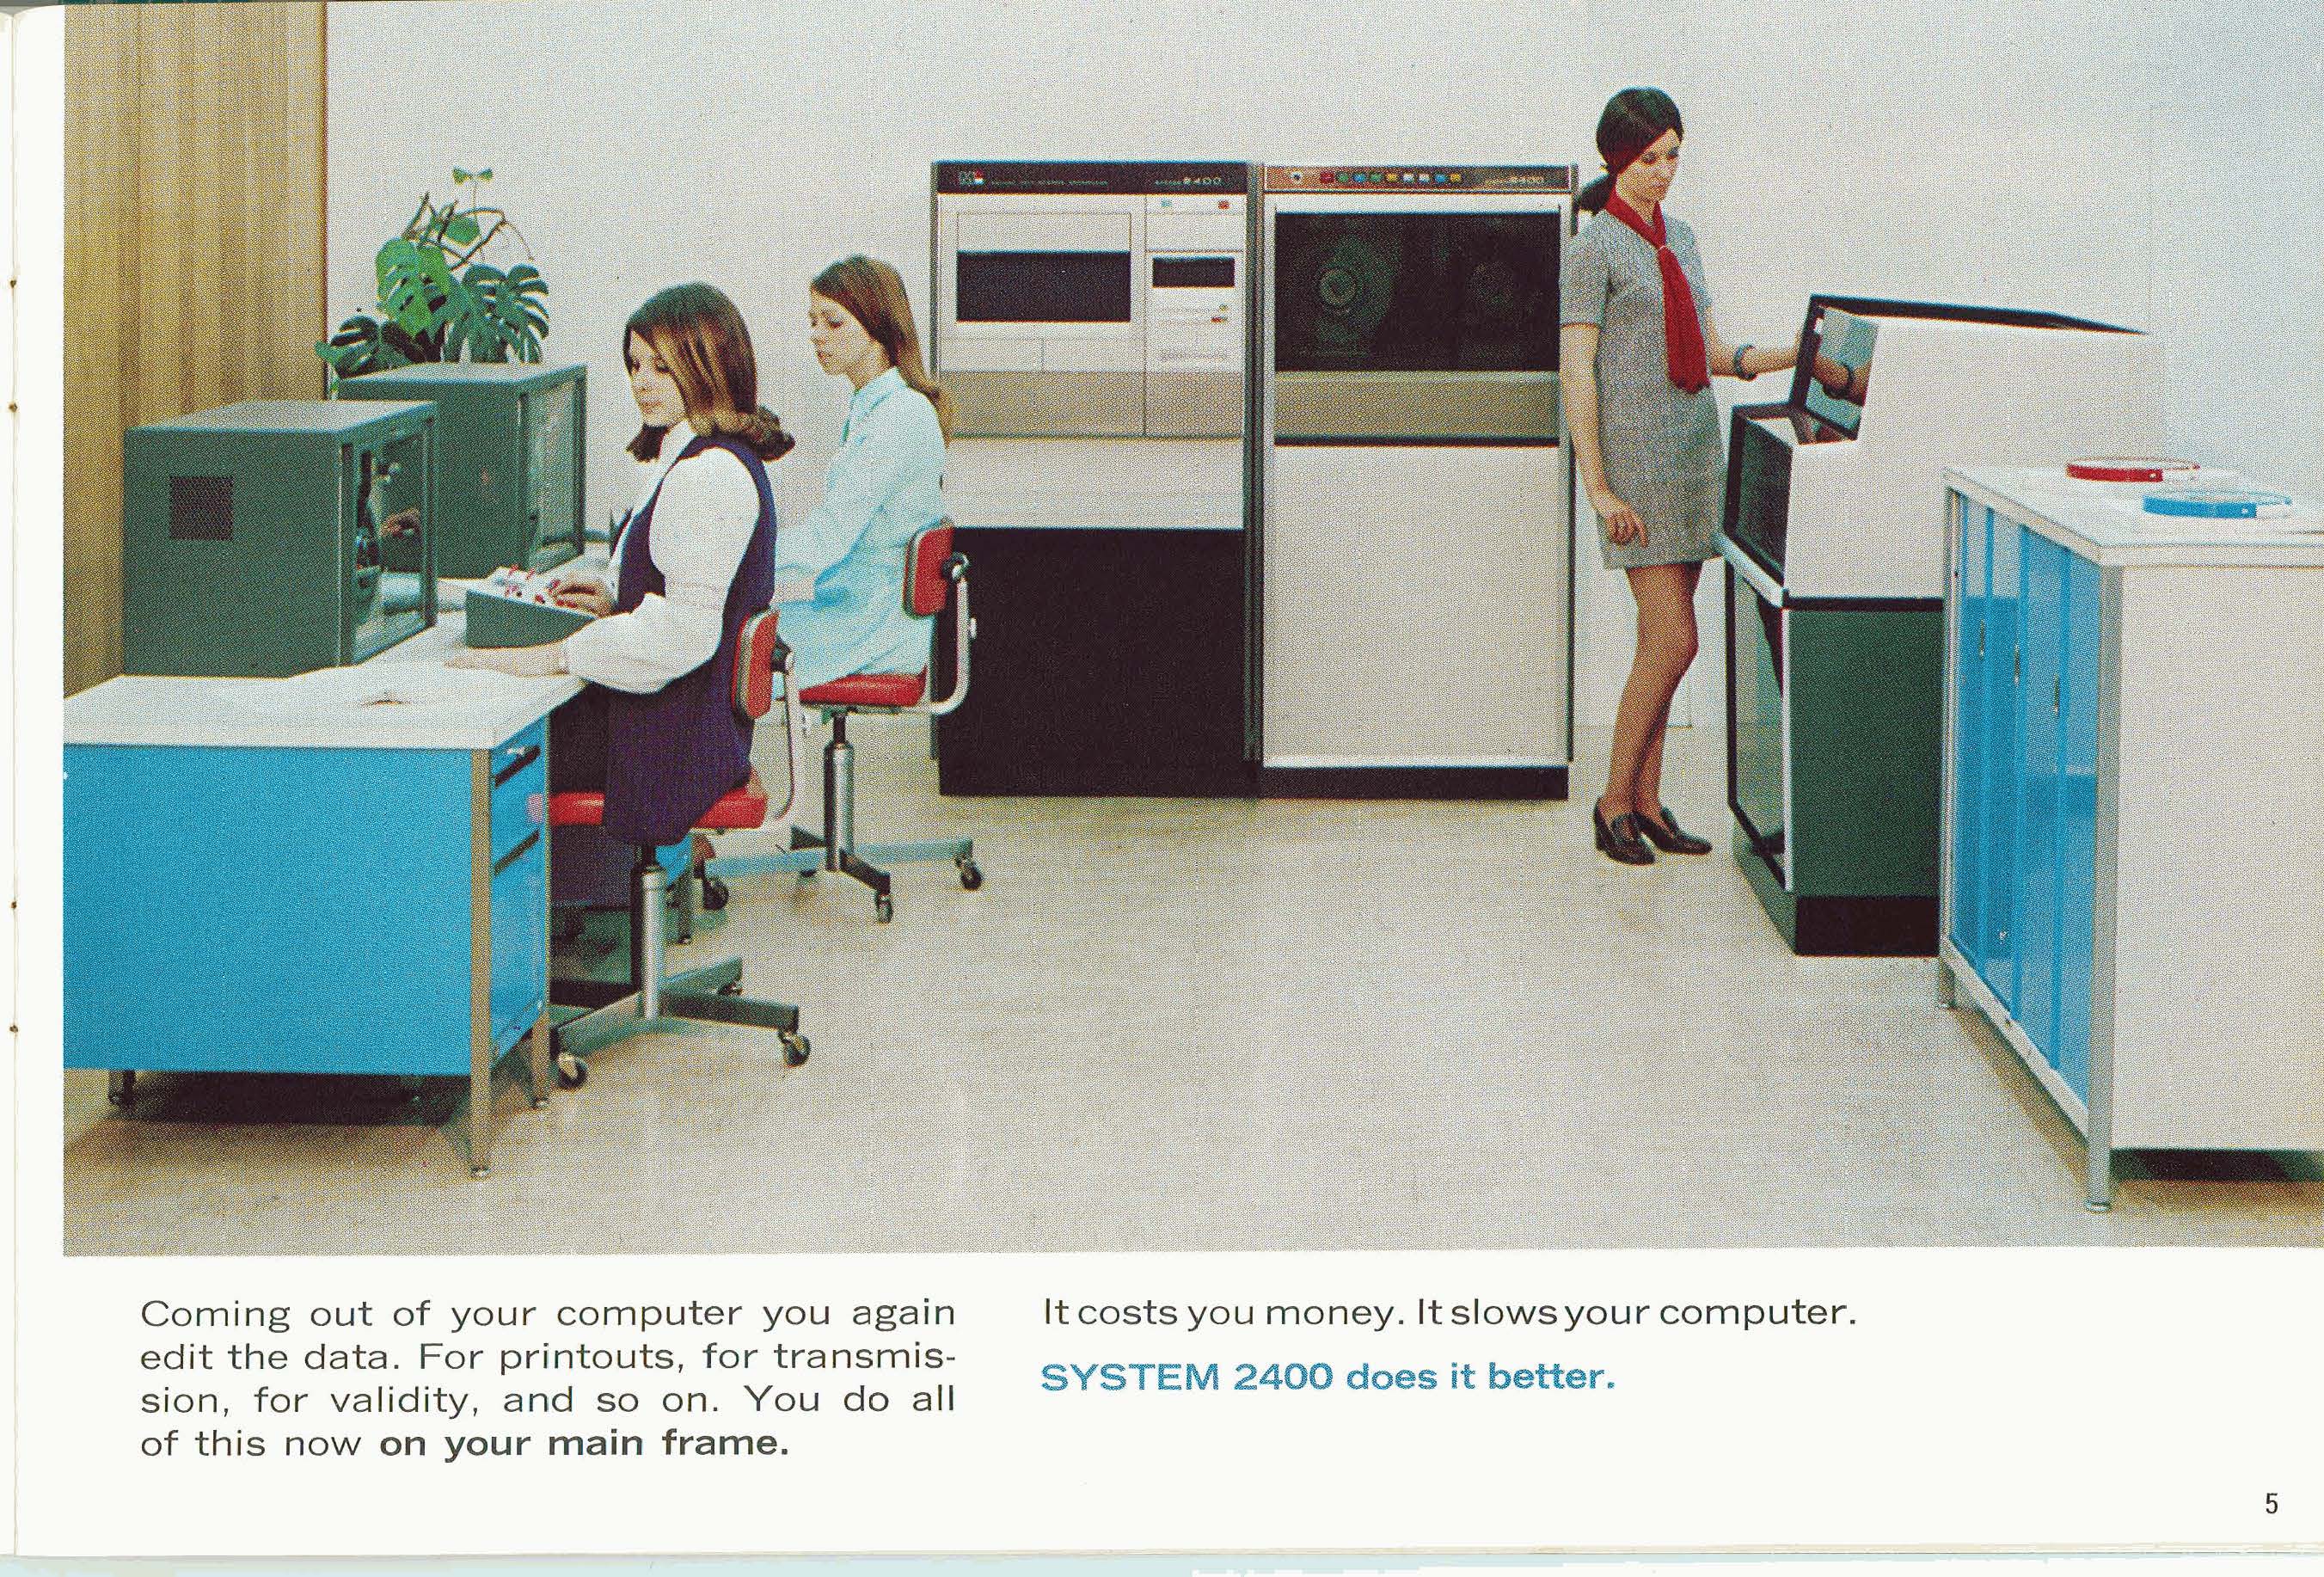 2400
2400
Coming out of your computer you again
edit the data. For printouts, for transmis-
sion, for validity, and so on. You do all
of this now on your main frame.
It costs you money. It slows your computer.
SYSTEM 2400 does it better.
5